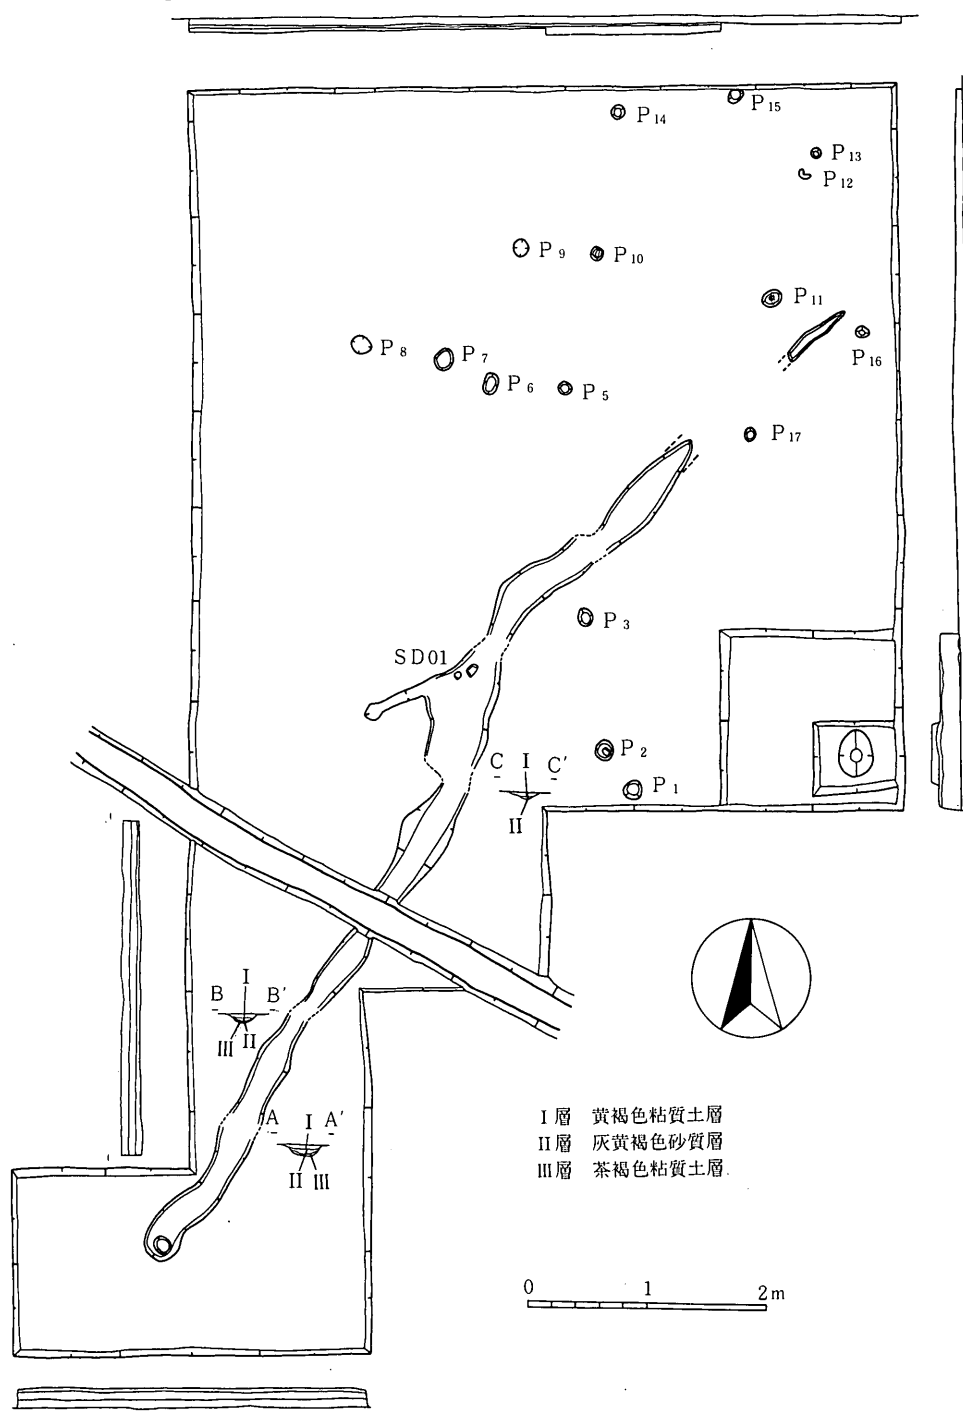 P14
P15
P13
P12
P9
P10
P11
P16
P8
P7
P6
P5
P17
P3
SD01
P2
P1
C I C′
II
I
B B′
III II
I
A A′
II III
I層 黄褐色粘質土層
II層 灰黄褐色砂質層
III層 茶褐色粘質土層
0 1 2m